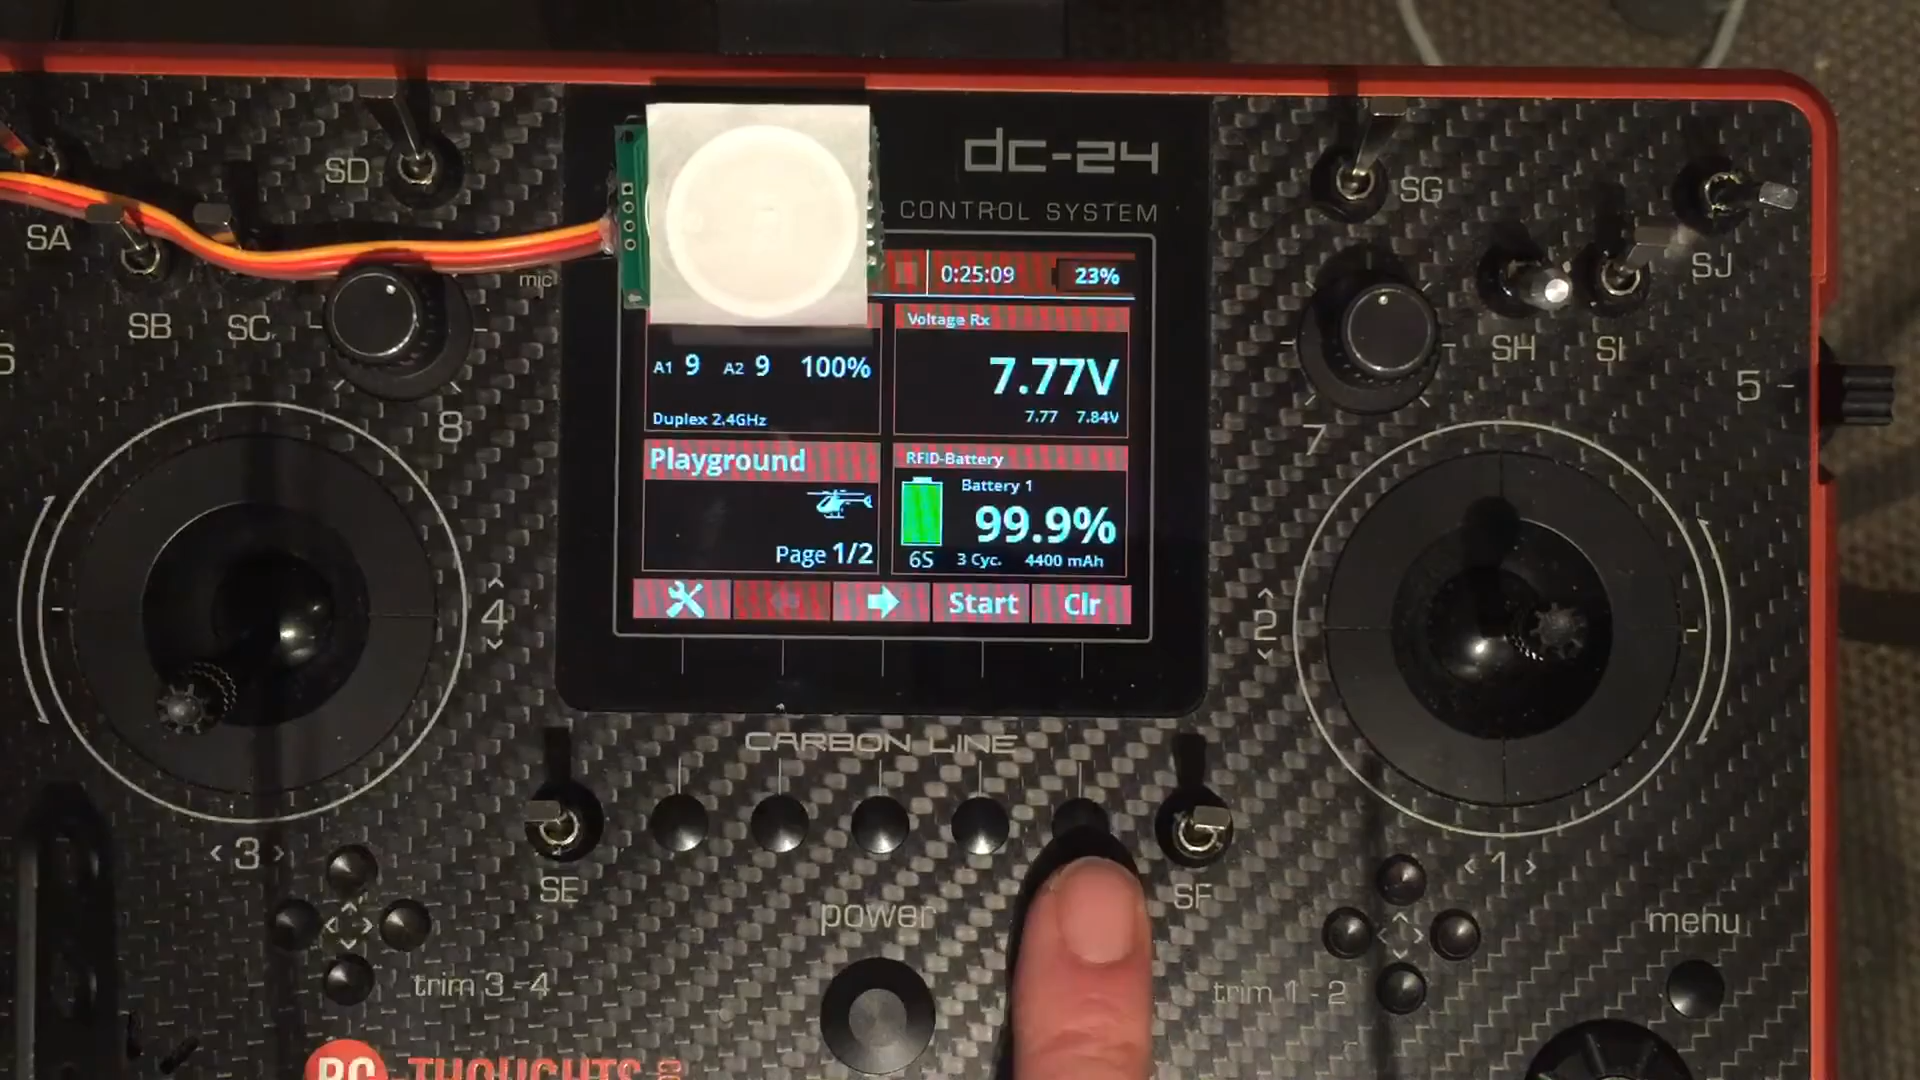 dc-24
CONTROL SYSTEM
SD
SG
SA
SJ
mic
0:25:09 23%
SB
SC
SH
SI
6
5
8
7
Voltage Rx
A1 9 A2 9 100%
7.77V
7.77 7.84V
Duplex 2.4GHz
Playground
RFID-Battery
Battery 1
99.9%
Page 1/2
6S 3 Cyc. 4400 mAh
Start Clr
4
2
CARBON LINE
< 3 >
< 1 >
SE
SF
power
menu
trim 3-4
trim 1-2
RC-THOUGHTS